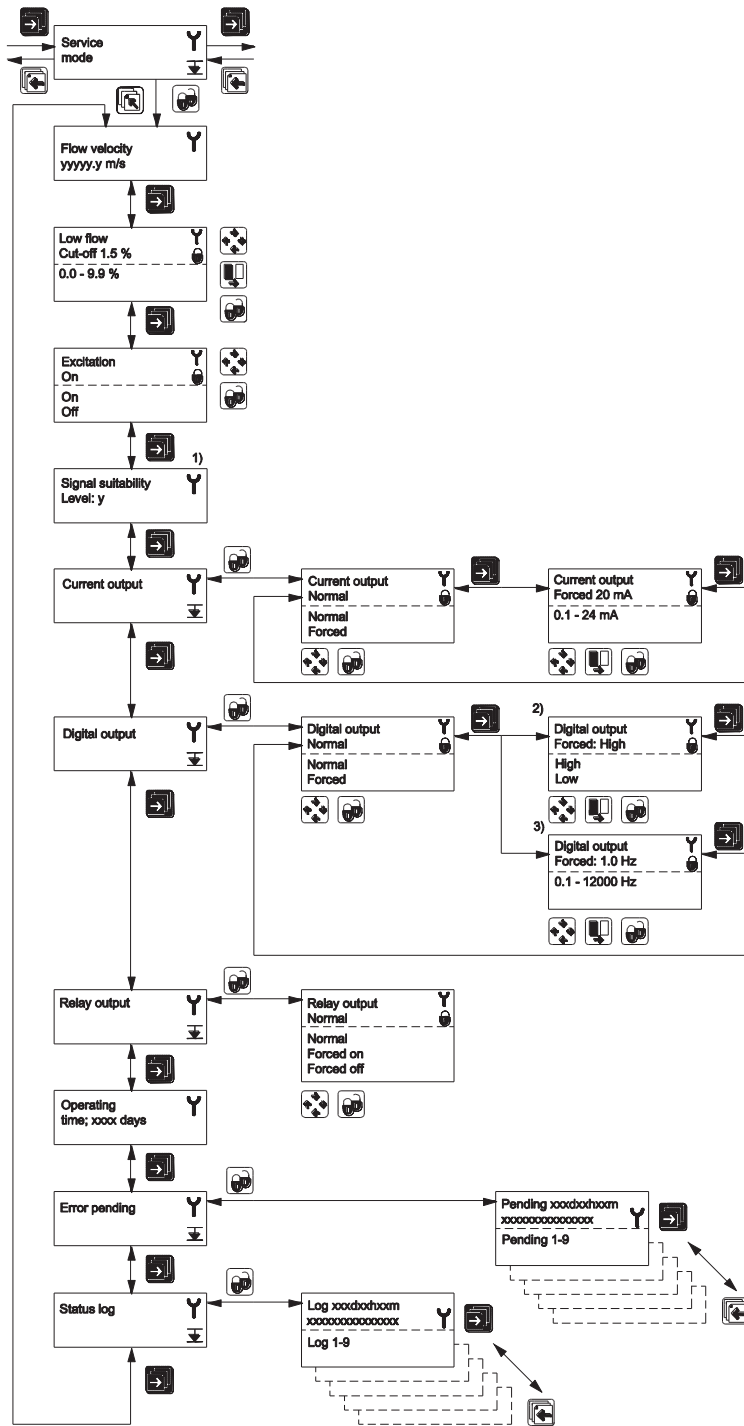 Service
mode
Flow velocity
yyyyy.y m/s
Low flow
Cut-off 1.5 %
0.0 - 9.9 %
Excitation
On
On
Off
1)
Signal suitability
Level: y
Current output
Current output
Normal
Normal
Forced
Current output
Forced 20 mA
0.1 - 24 mA
Digital output
Digital output
Normal
Normal
Forced
2)
Digital output
Forced: High
High
Low
3)
Digital output
Forced: 1.0 Hz
0.1 - 12000 Hz
Relay output
Relay output
Normal
Normal
Forced on
Forced off
Operating
time; xxxx days
Error pending
Pending xxxdxxhxxm
xxxxxxxxxxxxxx
Pending 1-9
Status log
Log xxxdxxhxxm
xxxxxxxxxxxxxxx
Log 1-9